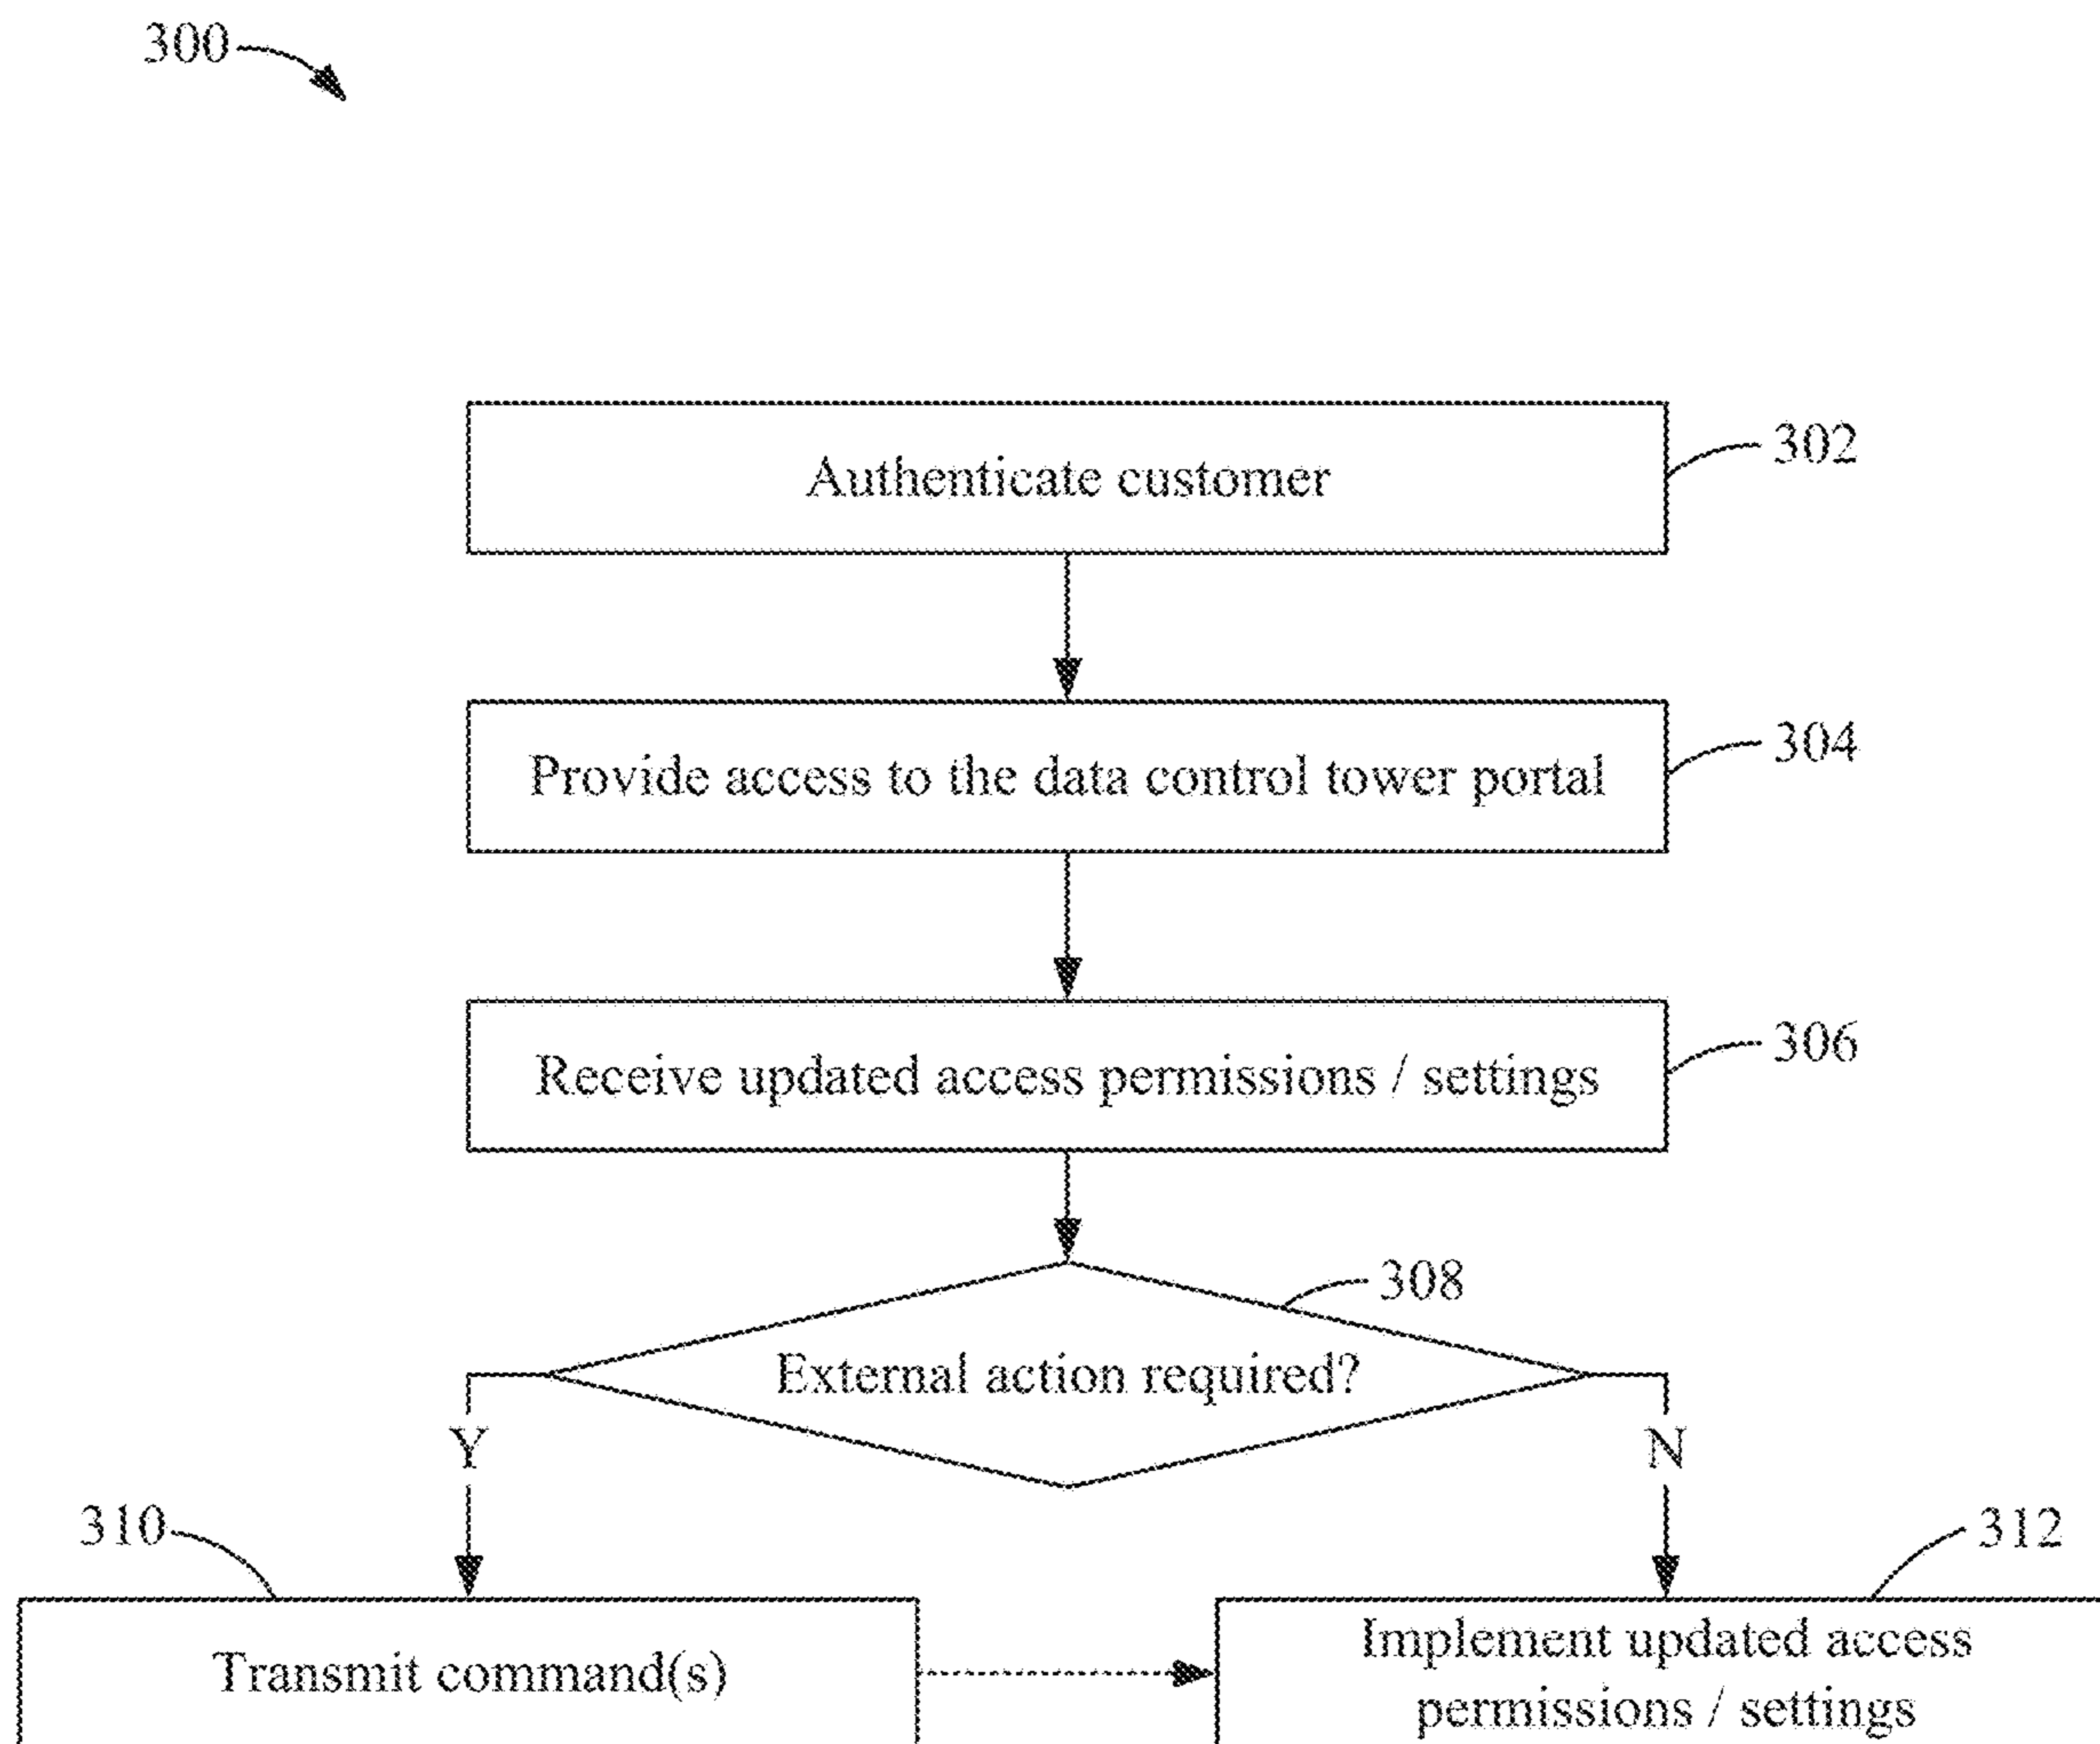 300
Authenticate customer
302
Provide access to the data control tower portal
304
Receive updated access permissions / settings
306
308
External action required?
Y
N
310
312
Transmit command(s)
Implement updated access
permissions / settings